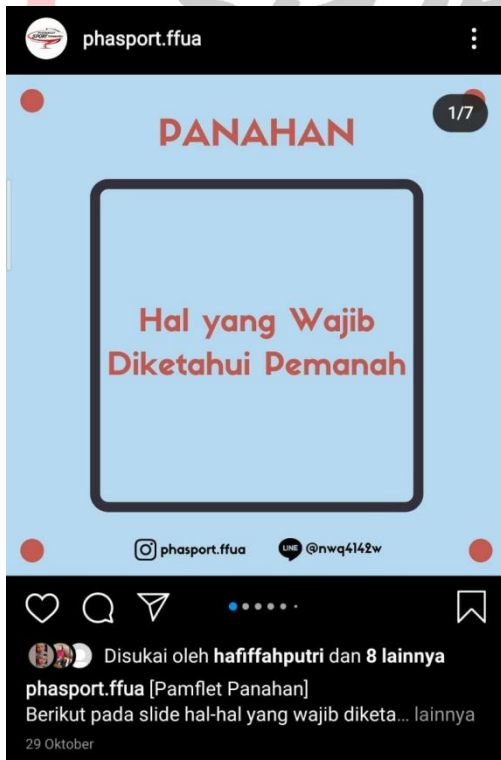 phasport.ffua
1/7
PANAHAN
Hal yang Wajib
Diketahui Pemanah
phasport.ffua LINE @nwq4142w
Disukai oleh hafiffahputri dan 8 lainnya
phasport.ffua [Pamflet Panahan]
Berikut pada slide hal-hal yang wajib diketa... lainnya
29 Oktober